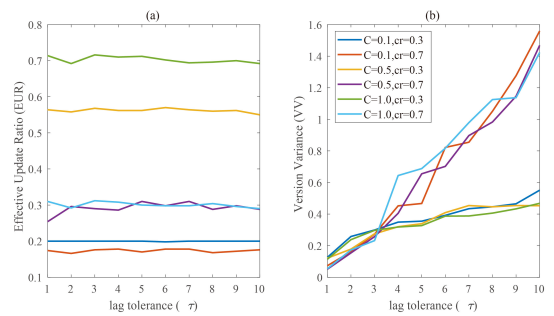 (a)
Effective Update Ratio (EUR)
0.8
0.7
0.6
0.5
0.4
0.3
0.2
0.1
1 2 3 4 5 6 7 8 9 10
lag tolerance ( τ)
(b)
Version Variance (VV)
1.6
1.4
1.2
1.0
0.8
0.6
0.4
0.2
0
C=0.1,cr=0.3
C=0.1,cr=0.7
C=0.5,cr=0.3
C=0.5,cr=0.7
C=1.0,cr=0.3
C=1.0,cr=0.7
1 2 3 4 5 6 7 8 9 10
lag tolerance ( τ)